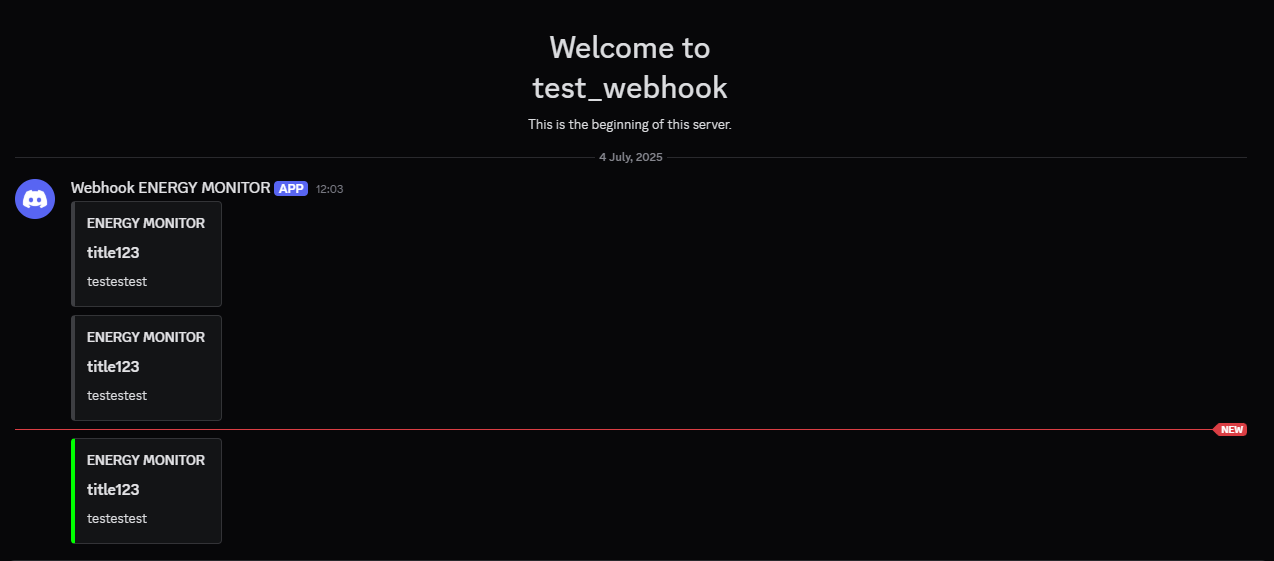 Welcome to
test_webhook
This is the beginning of this server.
4 July, 2025
Webhook ENERGY MONITOR APP 12:03
ENERGY MONITOR
title123
testestest
ENERGY MONITOR
title123
testestest
NEW
ENERGY MONITOR
title123
testestest